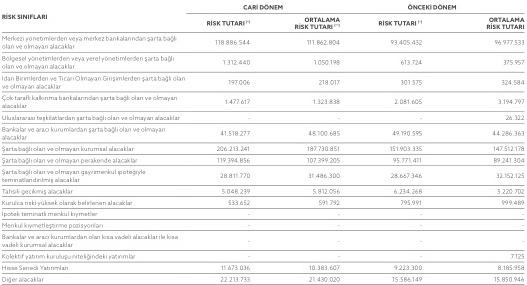 CARİ DÖNEM ÖNCEKİ DÖNEM
RİSK SINIFLARI RİSK TUTARI (*) ORTALAMA RİSK TUTARI (**) RİSK TUTARI (*) ORTALAMA RİSK TUTARI (**)
Merkezi yönetimlerden veya merkez bankalarından şarta bağlı
olan ve olmayan alacaklar 118.886.544 111.862.804 93.405.432 96.977.533
Bölgesel yönetimlerden veya yerel yönetimlerden şarta bağlı
olan ve olmayan alacaklar 1.312.440 1.050.198 613.724 375.957
İdari Birimlerden ve Ticari Olmayan Girişimlerden şarta bağlı olan
ve olmayan alacaklar 197.006 218.017 301.575 324.584
Çok taraflı kalkınma bankalarından şarta bağlı olan ve olmayan
alacaklar 1.477.617 1.323.838 2.081.605 3.194.797
Uluslararası teşkilatlardan şarta bağlı olan ve olmayan alacaklar - - - 26.322
Bankalar ve aracı kurumlardan şarta bağlı olan ve olmayan
alacaklar 41.518.277 48.100.685 49.190.595 44.286.363
Şarta bağlı olan ve olmayan kurumsal alacaklar 206.213.241 187.730.851 151.903.335 147.512.178
Şarta bağlı olan ve olmayan perakende alacaklar 119.394.856 107.399.205 95.771.411 89.241.304
Şarta bağlı olan ve olmayan gayrimenkul ipoteğiyle
teminatlandırılmış alacaklar 28.811.770 31.486.300 28.667.346 32.152.125
Tahsili gecikmiş alacaklar 5.048.239 5.812.056 6.234.268 3.220.702
Kurulca riski yüksek olarak belirlenen alacaklar 533.652 591.792 795.991 999.489
İpotek teminatlı menkul kıymetler - - - -
Menkul kıymetleştirme pozisyonları - - - -
Bankalar ve aracı kurumlardan olan kısa vadeli alacaklar ile kısa
vadeli kurumsal alacaklar - - - -
Kolektif yatırım kuruluşu niteliğindeki yatırımlar - - - 7.125
Hisse Senedi Yatırımları 11.673.036 10.383.607 9.223.300 8.185.958
Diğer alacaklar 22.213.733 21.430.020 15.586.149 15.850.946